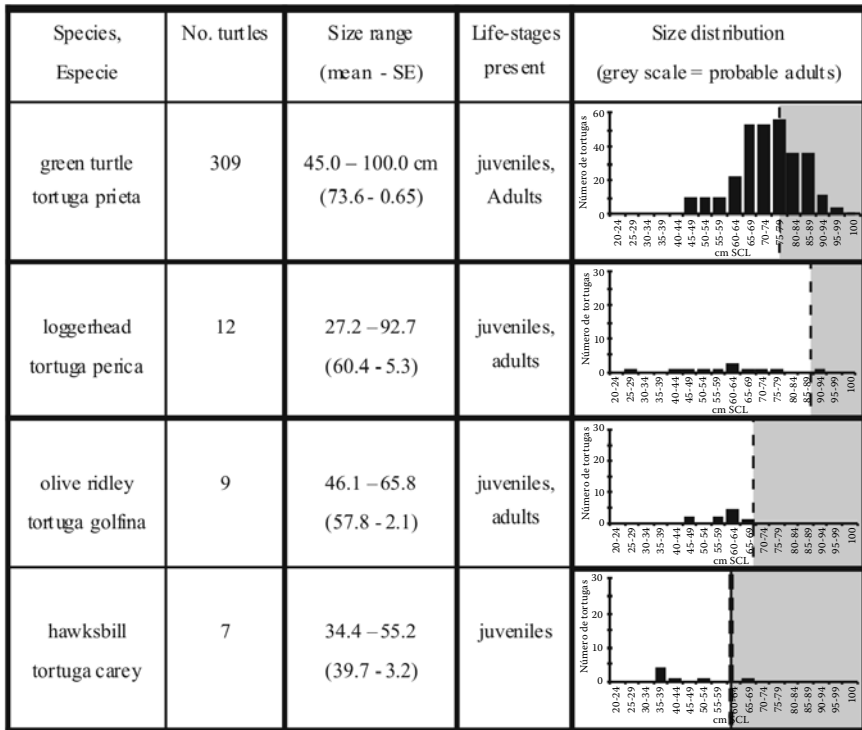 Species,
Especie
No. turtles
Size range
(mean - SE)
Life-stages
present
Size distribution
(grey scale = probable adults)
green turtle
tortuga prieta
309
45.0 – 100.0 cm
(73.6 - 0.65)
juveniles,
Adults
Número de tortugas
60
40
20
0
20-24
25-29
30-34
35-39
40-44
45-49
50-54
55-59
60-64
65-69
70-74
75-79
80-84
85-89
90-94
95-99
100
cm SCL
loggerhead
tortuga perica
12
27.2 –92.7
(60.4 - 5.3)
juveniles,
adults
Número de tortugas
30
20
10
0
20-24
25-29
30-34
35-39
40-44
45-49
50-54
55-59
60-64
65-69
70-74
75-79
80-84
85-89
90-94
95-99
100
cm SCL
olive ridley
tortuga golfina
9
46.1 –65.8
(57.8 - 2.1)
juveniles,
adults
Número de tortugas
30
20
10
0
20-24
25-29
30-34
35-39
40-44
45-49
50-54
55-59
60-64
65-69
70-74
75-79
80-84
85-89
90-94
95-99
100
cm SCL
hawksbill
tortuga carey
7
34.4 –55.2
(39.7 - 3.2)
juveniles
Número de tortugas
30
20
10
0
20-24
25-29
30-34
35-39
40-44
45-49
50-54
55-59
60-64
65-69
70-74
75-79
80-84
85-89
90-94
95-99
100
cm SCL